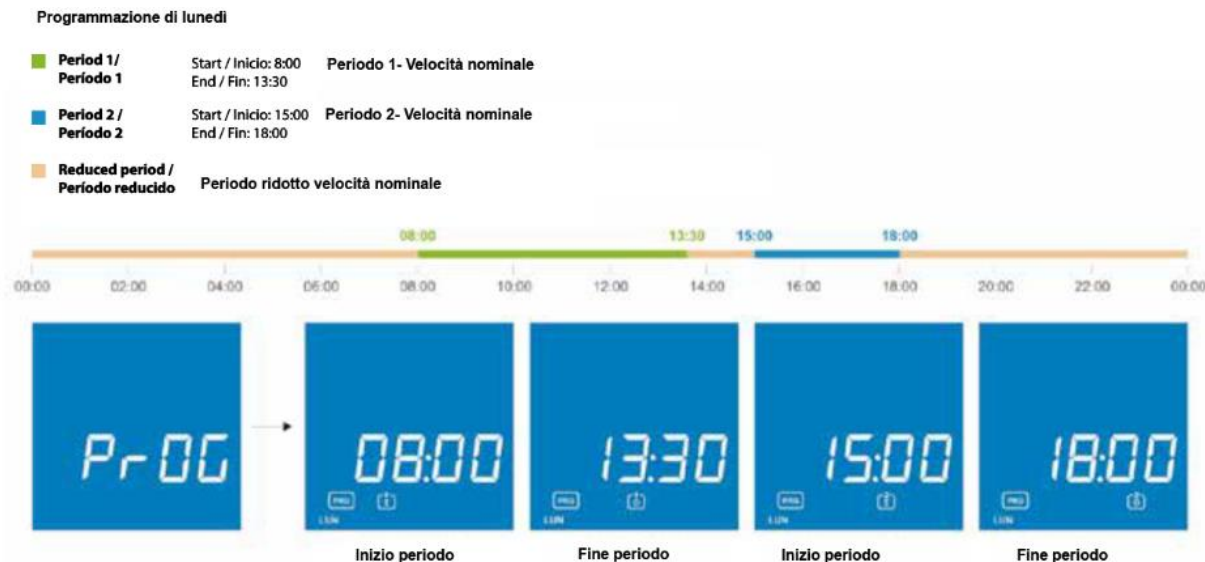 Programmazione di lunedì
Period 1/ Start / Inicio: 8:00 Periodo 1- Velocità nominale
Período 1 End / Fin: 13:30
Period 2 / Start / Inicio: 15:00 Periodo 2- Velocità nominale
Período 2 End / Fin: 18:00
Reduced period /
Período reducido Periodo ridotto velocità nominale
08:00 13:30 15:00 18:00
00:00 02:00 04:00 06:00 08:00 10:00 12:00 14:00 16:00 18:00 20:00 22:00 00:00
PrOG 08:00 13:30 15:00 18:00
PRG PRG PRG PRG
LUN LUN LUN LUN
Inizio periodo Fine periodo Inizio periodo Fine periodo